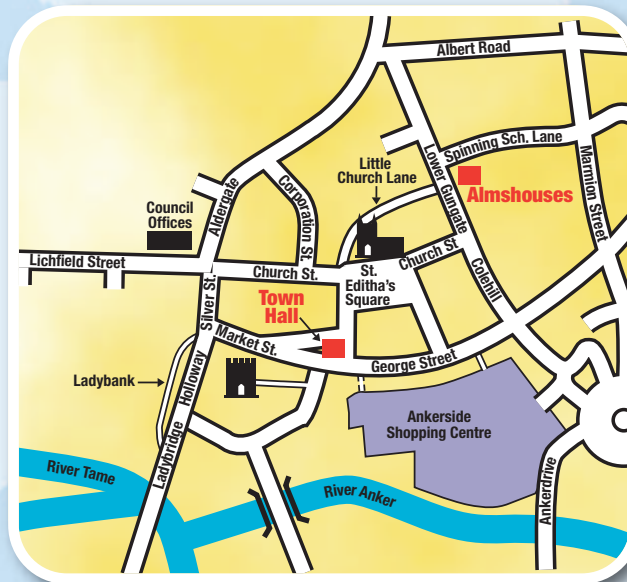 Albert Road
Spinning Sch. Lane
Little
Church Lane
Lower Gungate
Marmion Street
Almshouses
Aldergate
Corporation St.
Council
Offices
Lichfield Street
Church St.
St.
Editha's
Square
Church St
Colehill
Town
Hall
Silver St.
Market St.
George Street
Ladybank
Holloway
Ankerside
Shopping Centre
Ladybridge
River Tame
River Anker
Ankerdrive